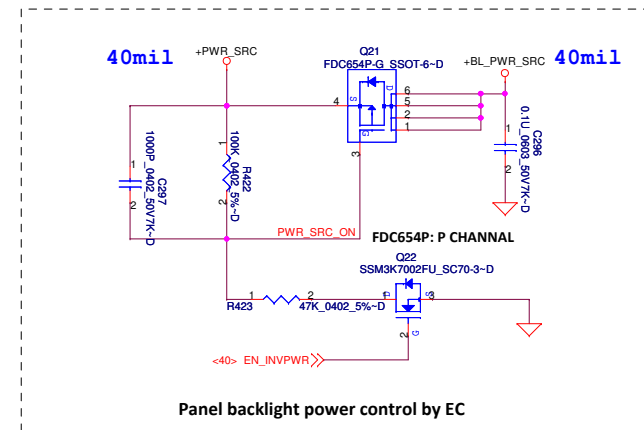 Q21
FDC654P-G_SSOT-6~D
+PWR_SRC
+BL_PWR_SRC
40mil
40mil
S
D
G
4
6
5
2
1
3
1
2
1000P_0402_50V7K~D
C297
1
2
100K_0402_5%~D
R422
1
2
0.1U_0603_50V7K~D
C296
PWR_SRC_ON
FDC654P: P CHANNAL
Q22
SSM3K7002FU_SC70-3~D
R423
1
2
47K_0402_5%~D
1
D
S
3
G
2
<40> EN_INVPWR
Panel backlight power control by EC